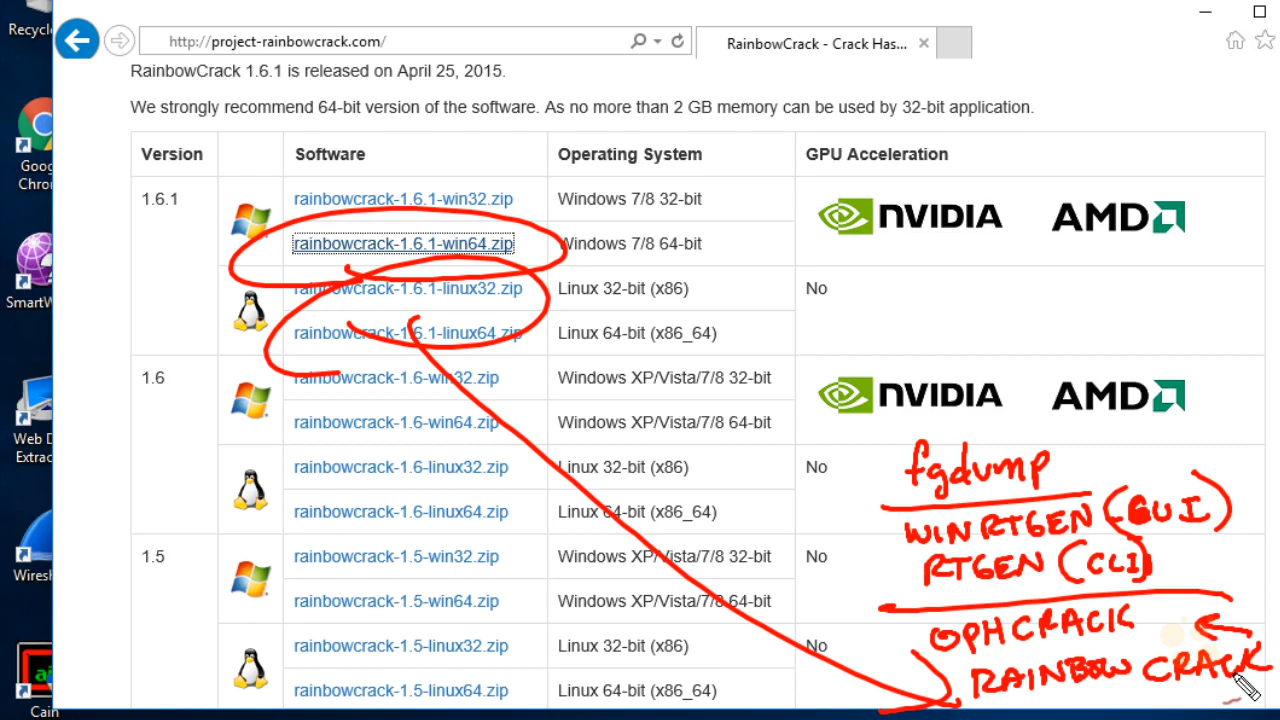 Recycl
http://project-rainbowcrack.com/
RainbowCrack - Crack Has...
RainbowCrack 1.6.1 is released on April 25, 2015.
We strongly recommend 64-bit version of the software. As no more than 2 GB memory can be used by 32-bit application.
Version Software Operating System GPU Acceleration
1.6.1 rainbowcrack-1.6.1-win32.zip Windows 7/8 32-bit NVIDIA AMD
rainbowcrack-1.6.1-win64.zip Windows 7/8 64-bit
rainbowcrack-1.6.1-linux32.zip Linux 32-bit (x86) No
rainbowcrack-1.6.1-linux64.zip Linux 64-bit (x86_64)
1.6 rainbowcrack-1.6-win32.zip Windows XP/Vista/7/8 32-bit NVIDIA AMD
rainbowcrack-1.6-win64.zip Windows XP/Vista/7/8 64-bit
rainbowcrack-1.6-linux32.zip Linux 32-bit (x86) No
rainbowcrack-1.6-linux64.zip Linux 64-bit (x86_64)
1.5 rainbowcrack-1.5-win32.zip Windows XP/Vista/7/8 32-bit No
rainbowcrack-1.5-win64.zip Windows XP/Vista/7/8 64-bit
rainbowcrack-1.5-linux32.zip Linux 32-bit (x86) No
rainbowcrack-1.5-linux64.zip Linux 64-bit (x86_64)
Goog
Chro
SmartW
Web D
Extrac
Wiresh
Cain
fgdump
WINRTGEN (GUI)
RTGEN (CLI)
OPHCRACK
RAINBOW CRACK